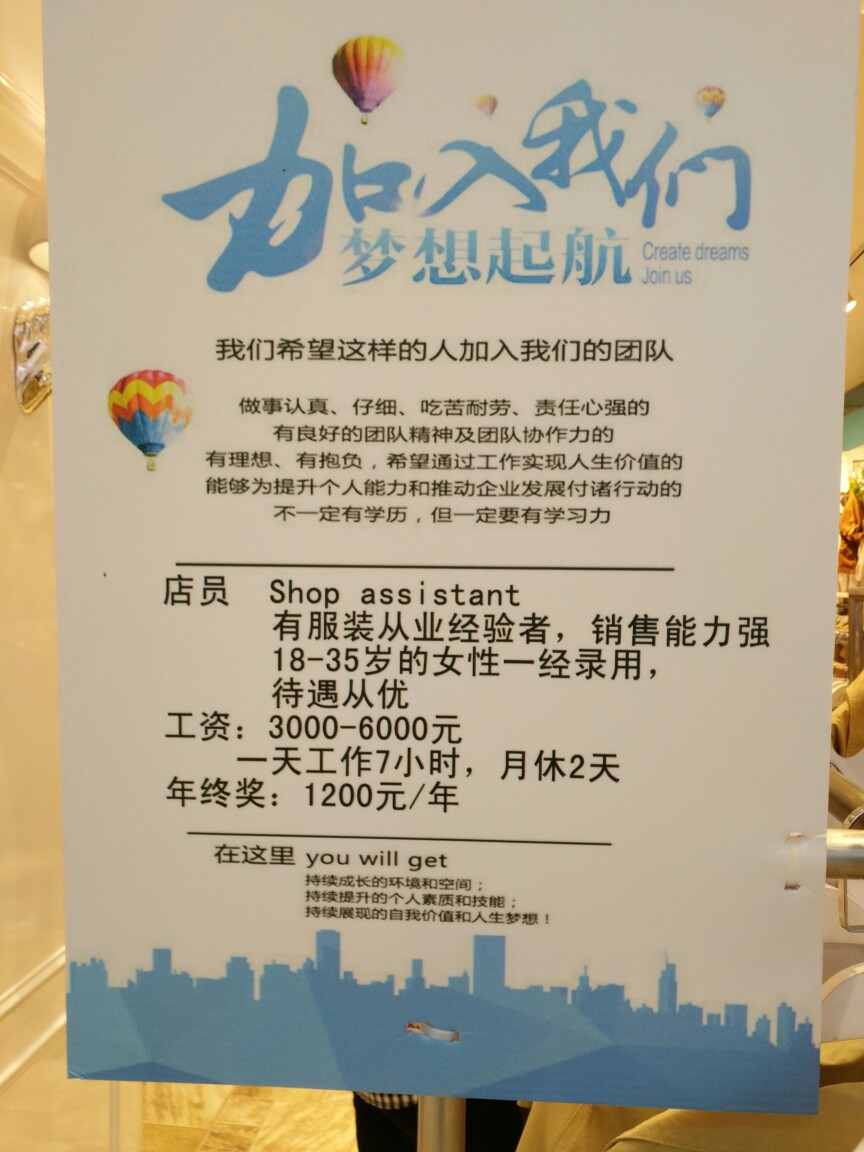 加入我们
梦想起航
Create dreams
Join us
我们希望这样的人加入我们的团队
做事认真、仔细、吃苦耐劳、责任心强的
有良好的团队精神及团队协作力的
有理想、有抱负，希望通过工作实现人生价值的
能够为提升个人能力和推动企业发展付诸行动的
不一定有学历，但一定要有学习力
店员 Shop assistant
有服装从业经验者，销售能力强
18-35岁的女性一经录用，
待遇从优
工资：3000-6000元
一天工作7小时，月休2天
年终奖：1200元/年
在这里 you will get
持续成长的环境和空间；
持续提升的个人素质和技能；
持续展现的自我价值和人生梦想！